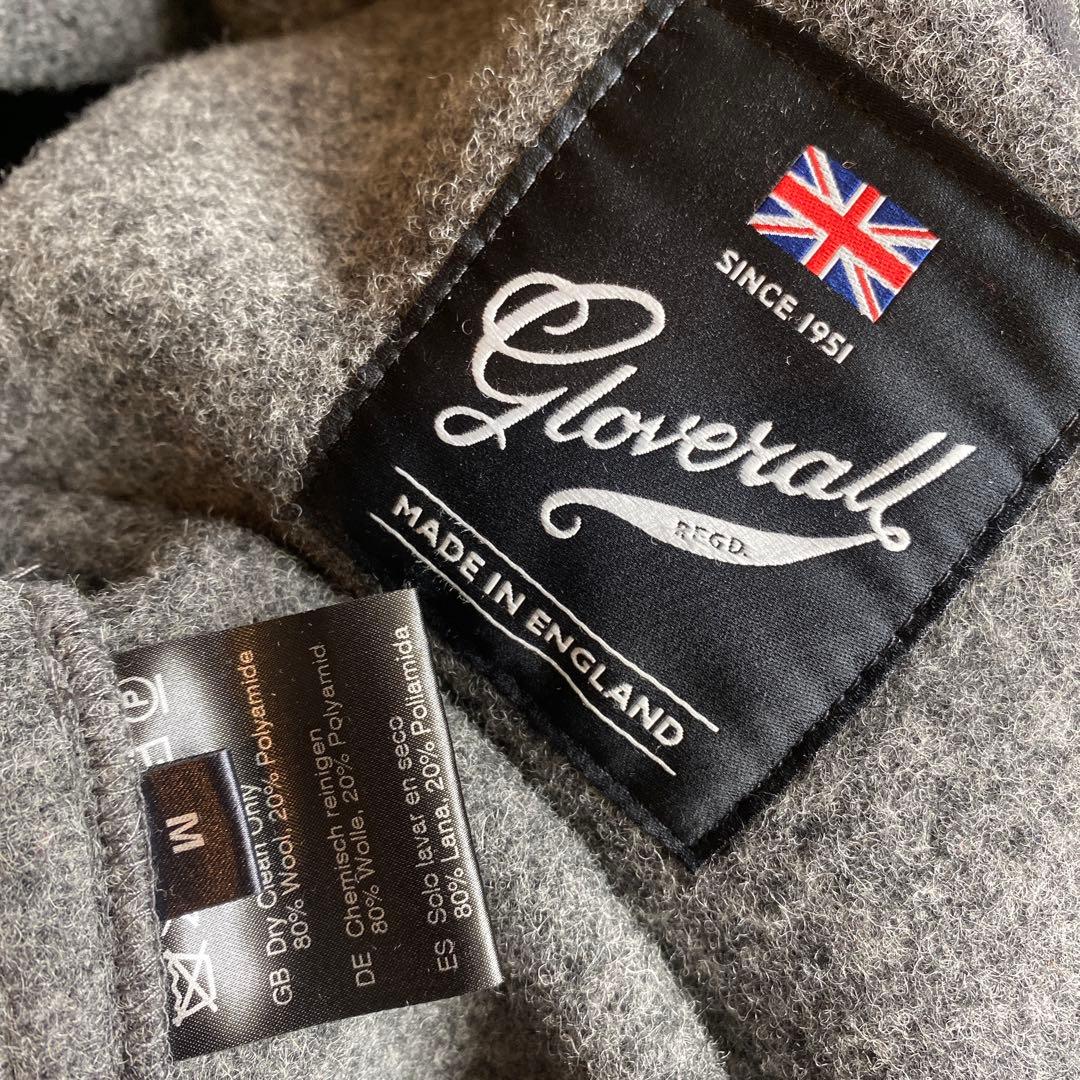 SINCE 1951
Gloverall
REGD.
MADE IN ENGLAND
P
M
GB Dry Clean Only
80% Wool, 20% Polyamide
DE Chemisch reinigen
80% Wolle, 20% Polyamid
ES Solo lavar en seco
80% Lana, 20% Poliamida